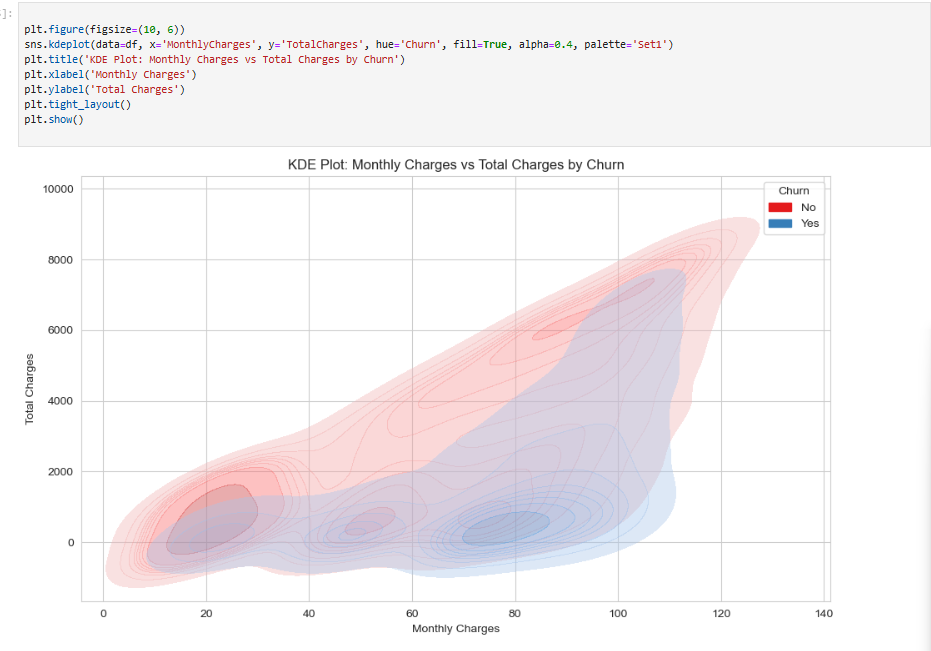 ]:
plt.figure(figsize=(10, 6))
sns.kdeplot(data=df, x='MonthlyCharges', y='TotalCharges', hue='Churn', fill=True, alpha=0.4, palette='Set1')
plt.title('KDE Plot: Monthly Charges vs Total Charges by Churn')
plt.xlabel('Monthly Charges')
plt.ylabel('Total Charges')
plt.tight_layout()
plt.show()
KDE Plot: Monthly Charges vs Total Charges by Churn
Churn
No
Yes
10000
8000
6000
4000
2000
0
Total Charges
0 20 40 60 80 100 120 140
Monthly Charges